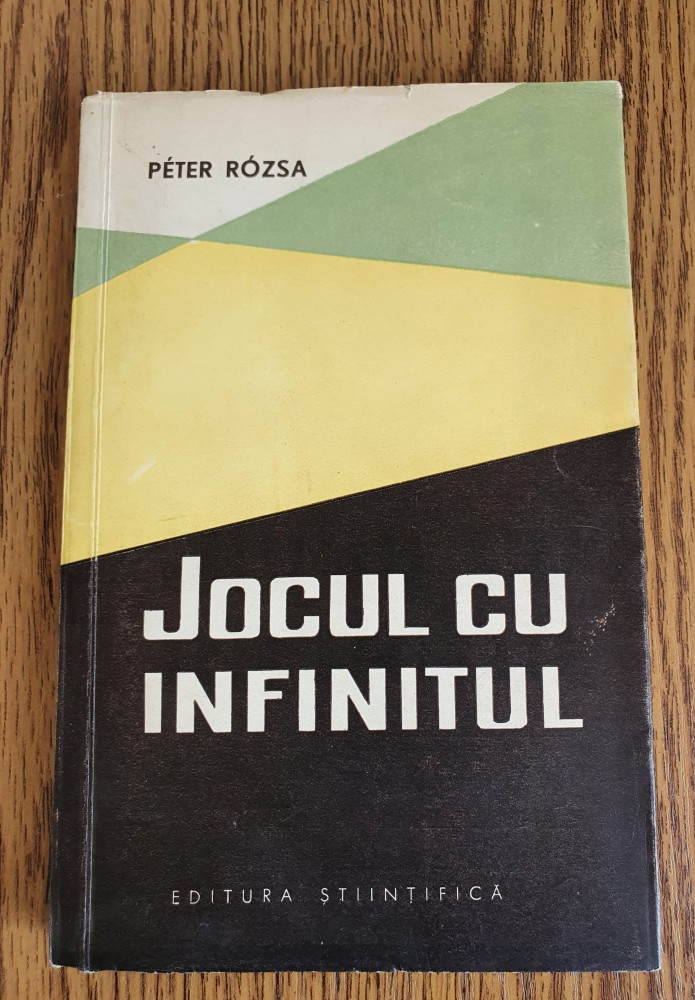 PÉTER RÓZSA
JOCUL CU
INFINITUL
EDITURA ȘTIINȚIFICĂ